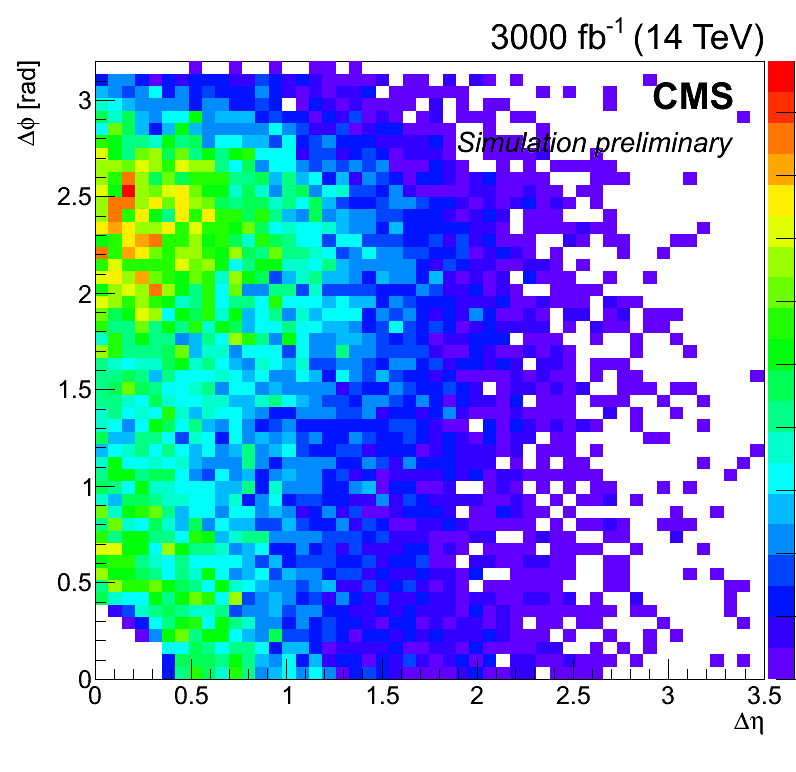 3000 fb⁻¹ (14 TeV)
CMS
Simulation preliminary
Δϕ [rad]
3
2.5
2
1.5
1
0.5
0
0 0.5 1 1.5 2 2.5 3 3.5
Δη